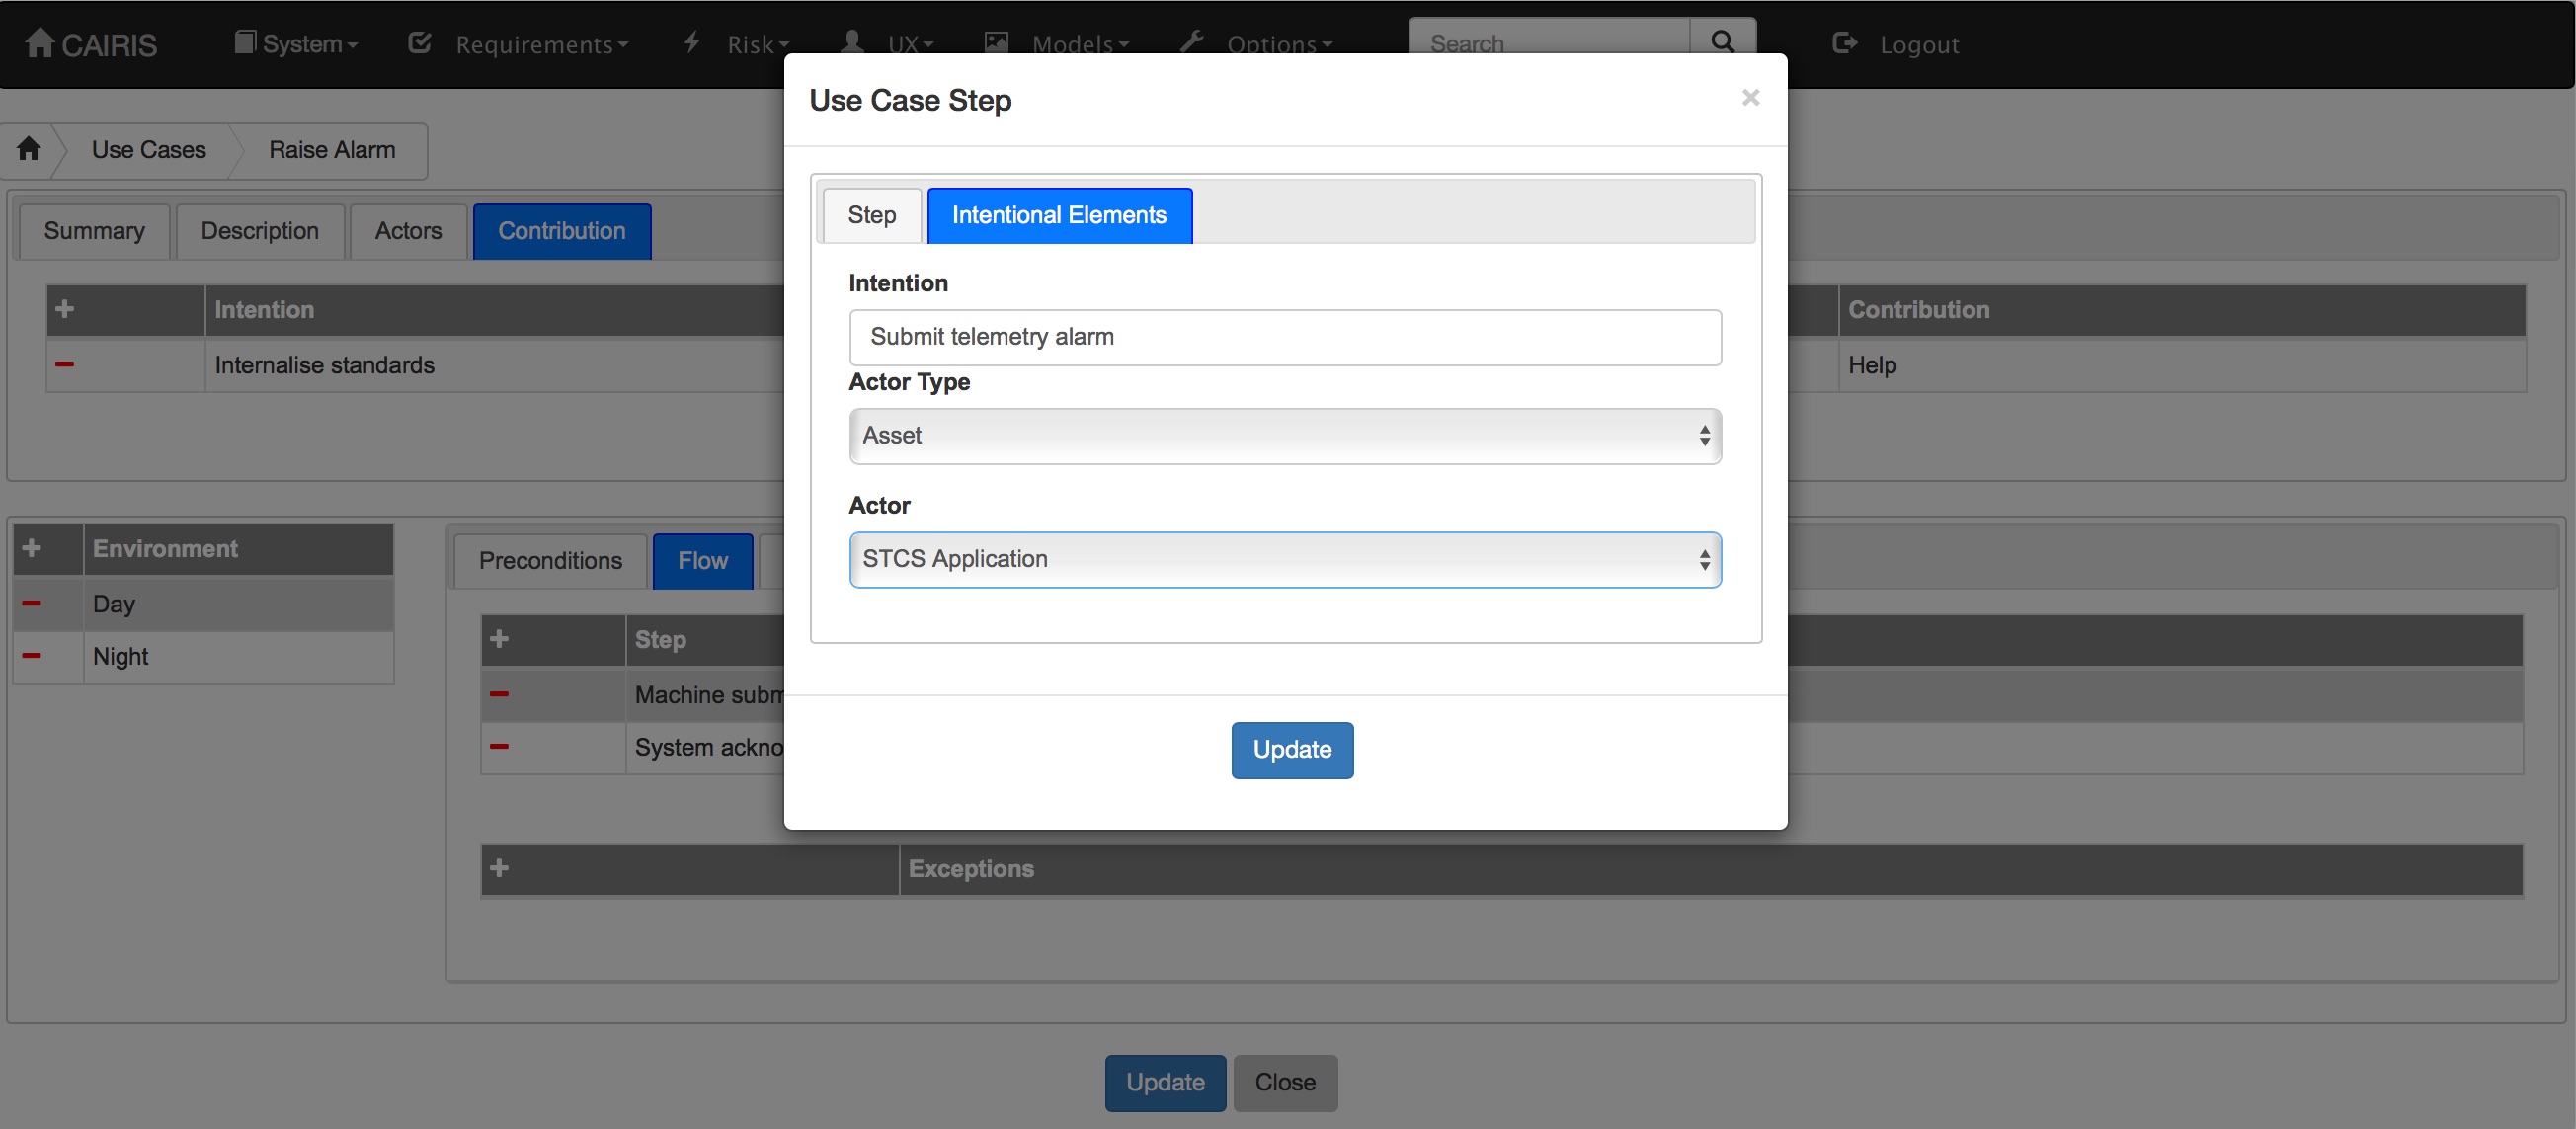 CAIRIS System Requirements Risk UX Models Options Search Logout
Use Case Step ×
Use Cases Raise Alarm
Step Intentional Elements
Summary Description Actors Contribution
Intention
Submit telemetry alarm
Intention Contribution
Internalise standards Help
Actor Type
Asset
Actor
STCS Application
Environment
Day
Night
Preconditions Flow
Step
Machine subm
System ackno
Update
Exceptions
Update Close